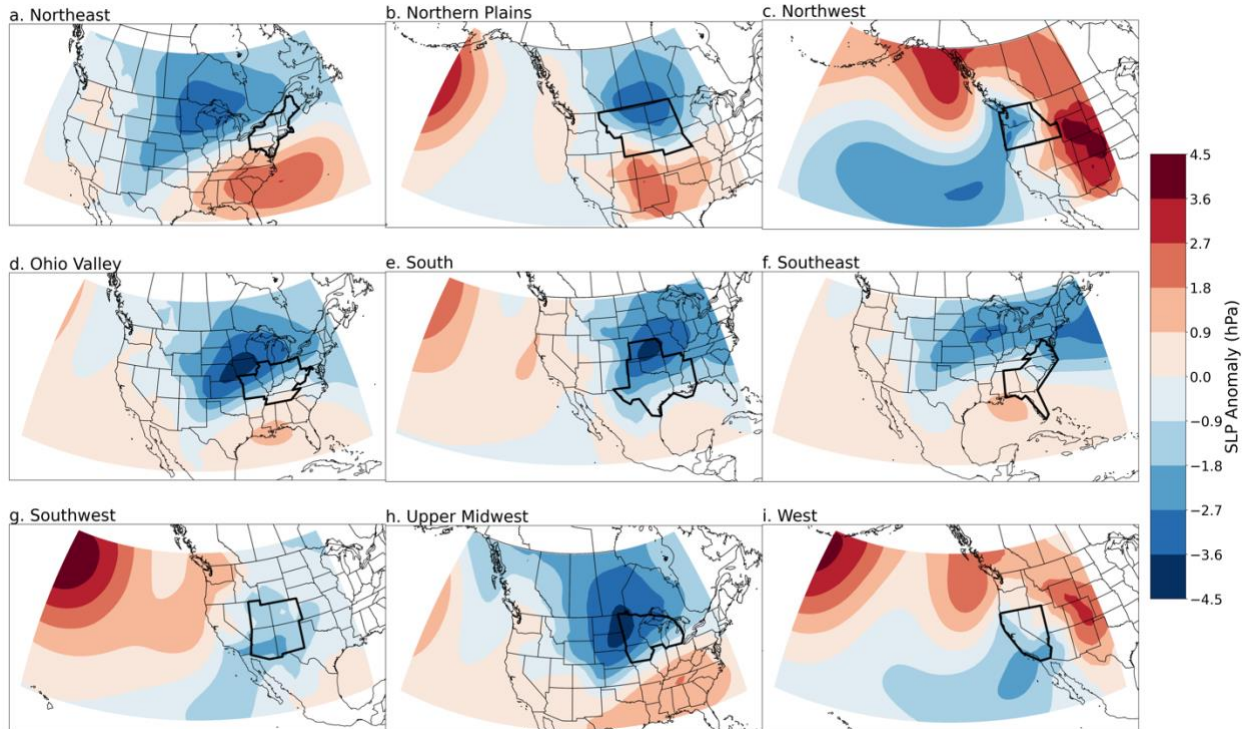 a. Northeast
b. Northern Plains
c. Northwest
d. Ohio Valley
e. South
f. Southeast
g. Southwest
h. Upper Midwest
i. West
4.5
3.6
2.7
1.8
0.9
0.0
−0.9
−1.8
−2.7
−3.6
−4.5
SLP Anomaly (hPa)